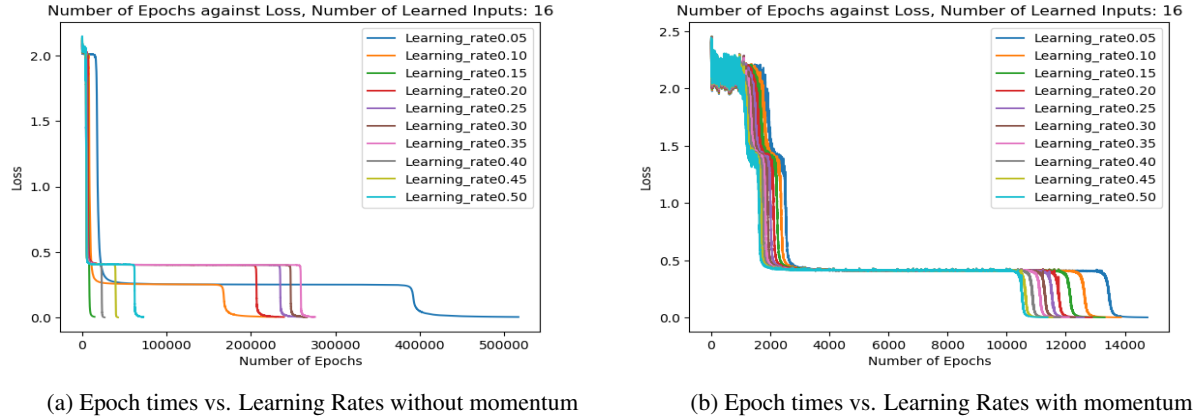 Number of Epochs against Loss, Number of Learned Inputs: 16
Loss
2.0
1.5
1.0
0.5
0.0
Learning_rate0.05
Learning_rate0.10
Learning_rate0.15
Learning_rate0.20
Learning_rate0.25
Learning_rate0.30
Learning_rate0.35
Learning_rate0.40
Learning_rate0.45
Learning_rate0.50
0 100000 200000 300000 400000 500000
Number of Epochs
(a) Epoch times vs. Learning Rates without momentum
Number of Epochs against Loss, Number of Learned Inputs: 16
Loss
2.5
2.0
1.5
1.0
0.5
0.0
Learning_rate0.05
Learning_rate0.10
Learning_rate0.15
Learning_rate0.20
Learning_rate0.25
Learning_rate0.30
Learning_rate0.35
Learning_rate0.40
Learning_rate0.45
Learning_rate0.50
0 2000 4000 6000 8000 10000 12000 14000
Number of Epochs
(b) Epoch times vs. Learning Rates with momentum